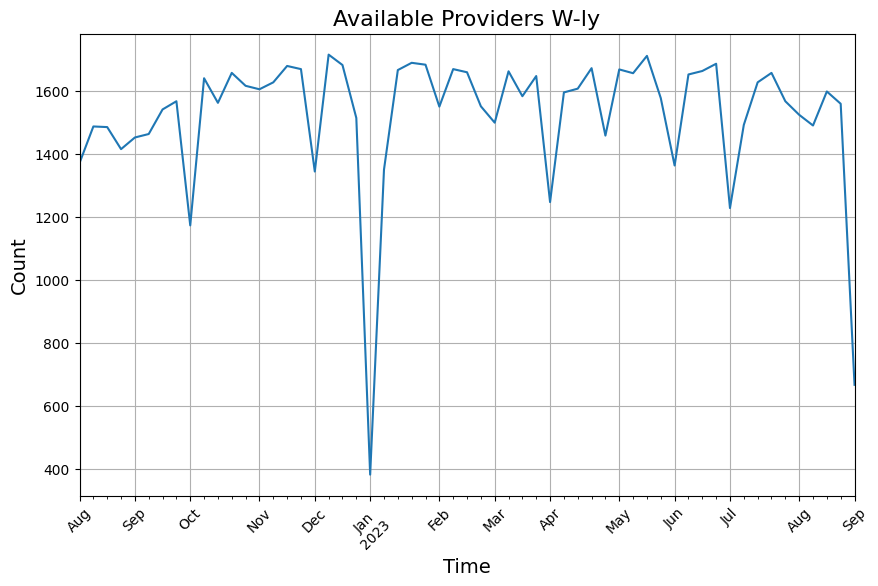 Available Providers W-ly
Count
1600
1400
1200
1000
800
600
400
Aug
Sep
Oct
Nov
Dec
Jan
2023
Feb
Mar
Apr
May
Jun
Jul
Aug
Sep
Time